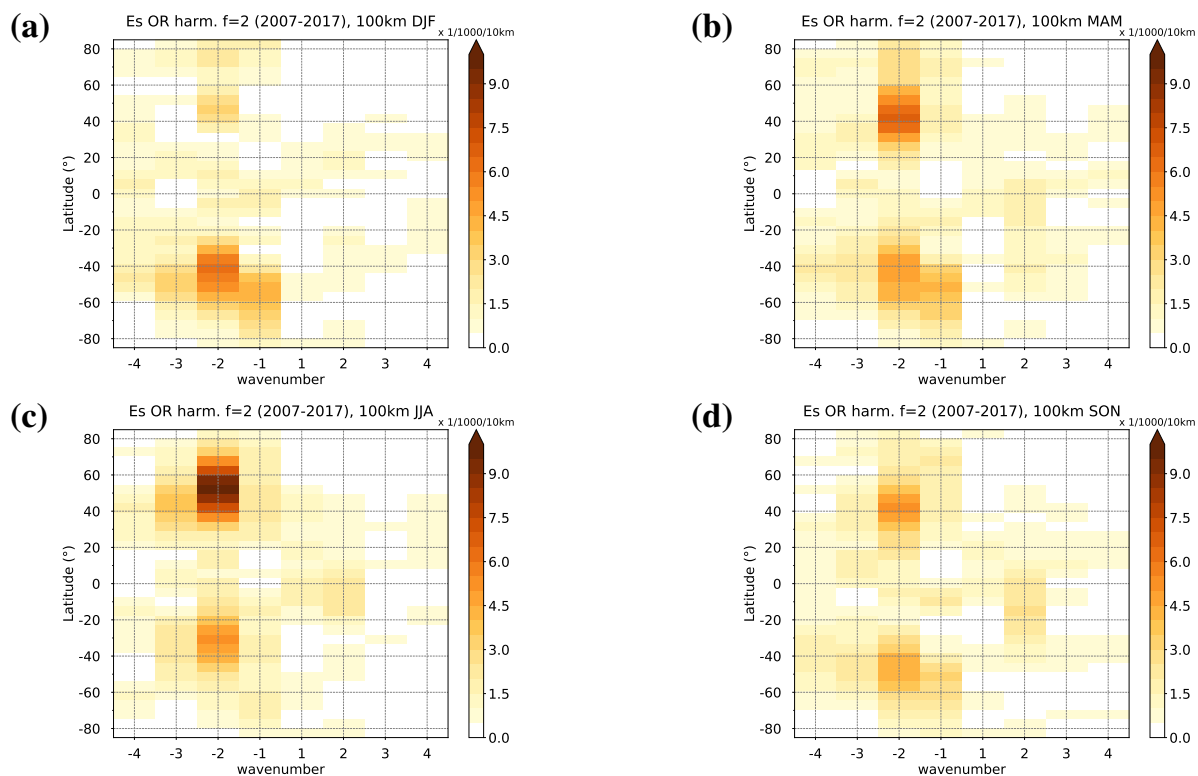 (a)
Es OR harm. f=2 (2007-2017), 100km DJF
x 1/1000/10km
Latitude (°)
80
60
40
20
0
-20
-40
-60
-80
-4 -3 -2 -1 1 2 3 4
wavenumber
9.0
7.5
6.0
4.5
3.0
1.5
0.0
(b)
Es OR harm. f=2 (2007-2017), 100km MAM
x 1/1000/10km
Latitude (°)
80
60
40
20
0
-20
-40
-60
-80
-4 -3 -2 -1 1 2 3 4
wavenumber
9.0
7.5
6.0
4.5
3.0
1.5
0.0
(c)
Es OR harm. f=2 (2007-2017), 100km JJA
x 1/1000/10km
Latitude (°)
80
60
40
20
0
-20
-40
-60
-80
-4 -3 -2 -1 1 2 3 4
wavenumber
9.0
7.5
6.0
4.5
3.0
1.5
0.0
(d)
Es OR harm. f=2 (2007-2017), 100km SON
x 1/1000/10km
Latitude (°)
80
60
40
20
0
-20
-40
-60
-80
-4 -3 -2 -1 1 2 3 4
wavenumber
9.0
7.5
6.0
4.5
3.0
1.5
0.0